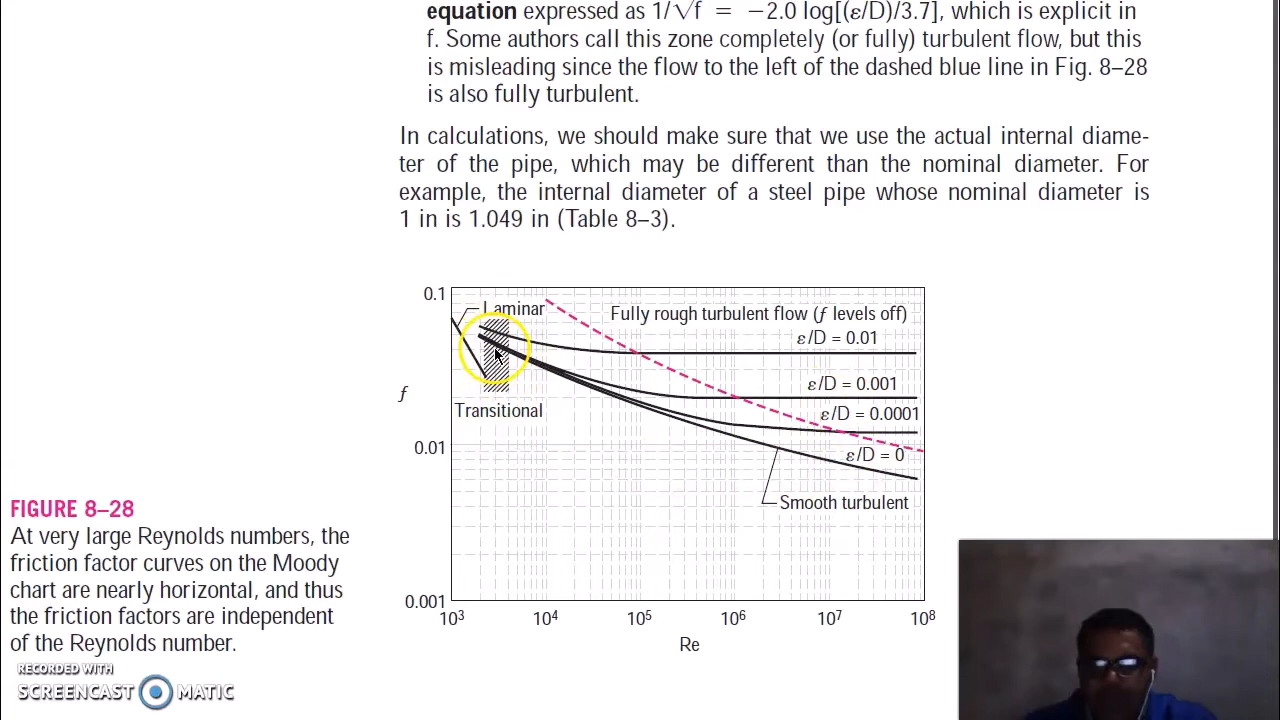 equation expressed as 1/√f = −2.0 log[(ε/D)/3.7], which is explicit in
f. Some authors call this zone completely (or fully) turbulent flow, but this
is misleading since the flow to the left of the dashed blue line in Fig. 8–28
is also fully turbulent.
In calculations, we should make sure that we use the actual internal diame-
ter of the pipe, which may be different than the nominal diameter. For
example, the internal diameter of a steel pipe whose nominal diameter is
1 in is 1.049 in (Table 8–3).
0.1
Laminar
Fully rough turbulent flow (ƒ levels off)
ε/D = 0.01
ε/D = 0.001
ƒ
Transitional
ε/D = 0.0001
0.01
ε/D = 0
Smooth turbulent
0.001
10³ 10⁴ 10⁵ 10⁶ 10⁷ 10⁸
Re
FIGURE 8–28
At very large Reynolds numbers, the
friction factor curves on the Moody
chart are nearly horizontal, and thus
the friction factors are independent
of the Reynolds number.
RECORDED WITH
SCREENCAST MATIC